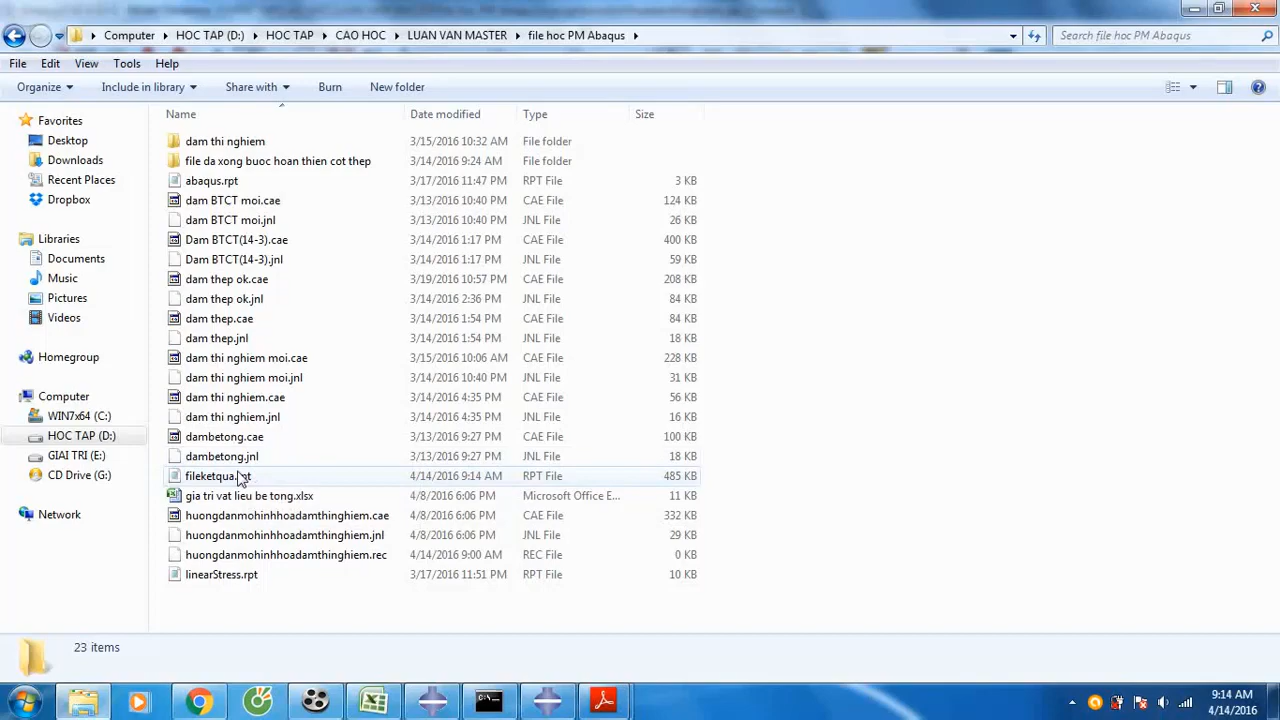 Computer HOC TAP (D:) HOC TAP CAO HOC LUAN VAN MASTER file hoc PM Abaqus Search file hoc PM Abaqus
File Edit View Tools Help
Organize Include in library Share with Burn New folder
Favorites
Desktop
Downloads
Recent Places
Dropbox
Libraries
Documents
Music
Pictures
Videos
Homegroup
Computer
WIN7x64 (C:)
HOC TAP (D:)
GIAI TRI (E:)
CD Drive (G:)
Network
Name Date modified Type Size
dam thi nghiem 3/15/2016 10:32 AM File folder
file da xong buoc hoan thien cot thep 3/14/2016 9:24 AM File folder
abaqus.rpt 3/17/2016 11:47 PM RPT File 3 KB
dam BTCT moi.cae 3/13/2016 10:40 PM CAE File 124 KB
dam BTCT moi.jnl 3/13/2016 10:40 PM JNL File 26 KB
Dam BTCT(14-3).cae 3/14/2016 1:17 PM CAE File 400 KB
Dam BTCT(14-3).jnl 3/14/2016 1:17 PM JNL File 59 KB
dam thep ok.cae 3/19/2016 10:57 PM CAE File 208 KB
dam thep ok.jnl 3/14/2016 2:36 PM JNL File 84 KB
dam thep.cae 3/14/2016 1:54 PM CAE File 84 KB
dam thep.jnl 3/14/2016 1:54 PM JNL File 18 KB
dam thi nghiem moi.cae 3/15/2016 10:06 AM CAE File 228 KB
dam thi nghiem moi.jnl 3/14/2016 10:40 PM JNL File 31 KB
dam thi nghiem.cae 3/14/2016 4:35 PM CAE File 56 KB
dam thi nghiem.jnl 3/14/2016 4:35 PM JNL File 16 KB
dambetong.cae 3/13/2016 9:27 PM CAE File 100 KB
dambetong.jnl 3/13/2016 9:27 PM JNL File 18 KB
fileketqua.rpt 4/14/2016 9:14 AM RPT File 485 KB
gia tri vat lieu be tong.xlsx 4/8/2016 6:06 PM Microsoft Office E... 11 KB
huongdanmohinhhoadamthinghiem.cae 4/8/2016 6:06 PM CAE File 332 KB
huongdanmohinhhoadamthinghiem.jnl 4/8/2016 6:06 PM JNL File 29 KB
huongdanmohinhhoadamthinghiem.rec 4/14/2016 9:00 AM REC File 0 KB
linearStress.rpt 3/17/2016 11:51 PM RPT File 10 KB
23 items
9:14 AM
4/14/2016